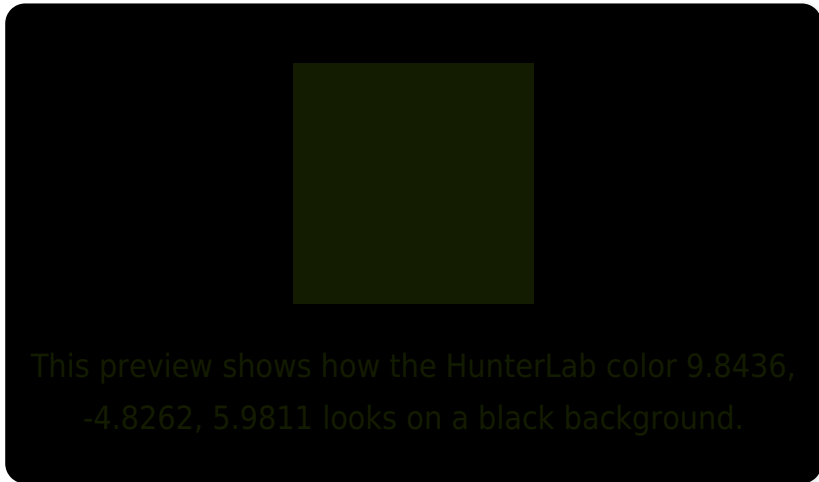 This preview shows how the HunterLab color 9.8436,
-4.8262, 5.9811 looks on a black background.